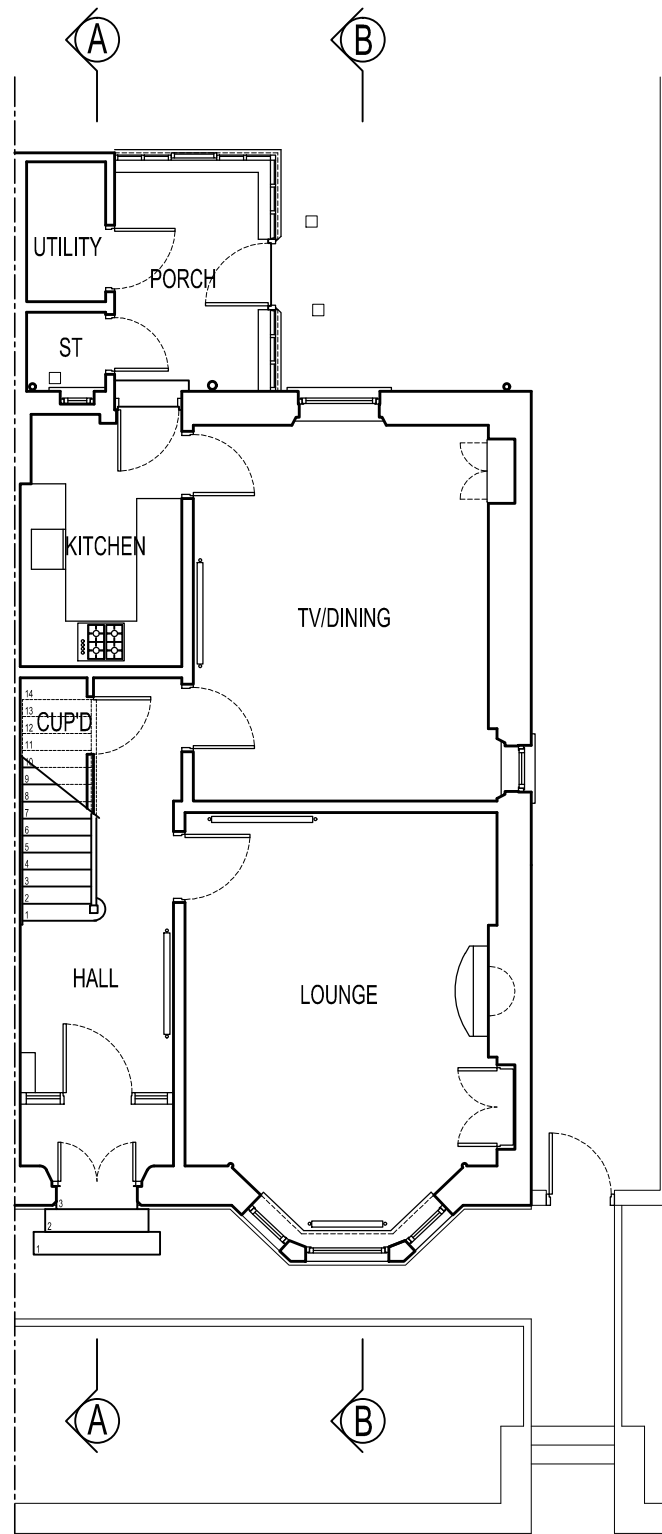 A B
UTILITY
PORCH
ST
KITCHEN
TV/DINING
14
13
CUP'D
12
11
10
9
8
7
6
5
4
3
2
1
HALL
LOUNGE
3
2
1
A B